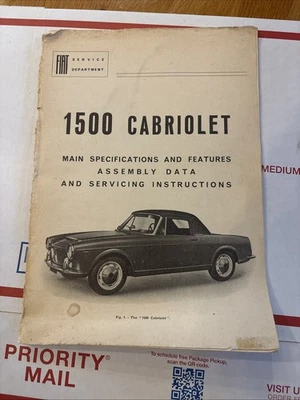 FIAT
SERVICE
DEPARTMENT
1500 CABRIOLET
MAIN SPECIFICATIONS AND FEATURES
ASSEMBLY DATA
AND SERVICING INSTRUCTIONS
Fig. 1 - The "1500 Cabriolet".
MEDIUM
PRIORITY
MAIL
To schedule free Package Pickup,
scan the QR code.